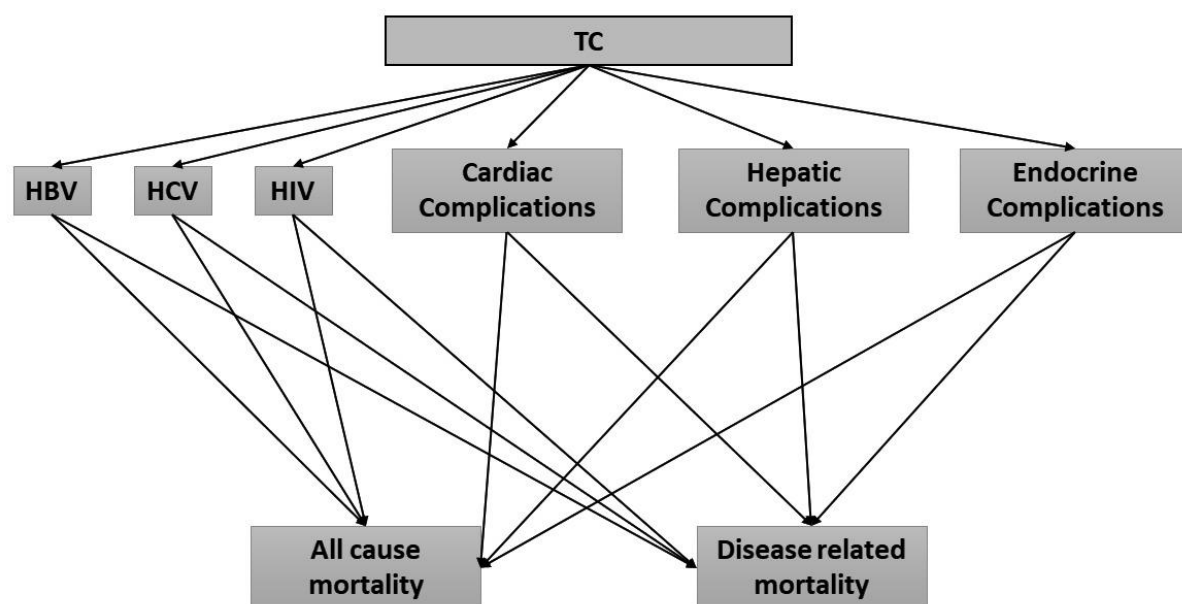 TC
HBV
HCV
HIV
Cardiac
Complications
Hepatic
Complications
Endocrine
Complications
All cause
mortality
Disease related
mortality